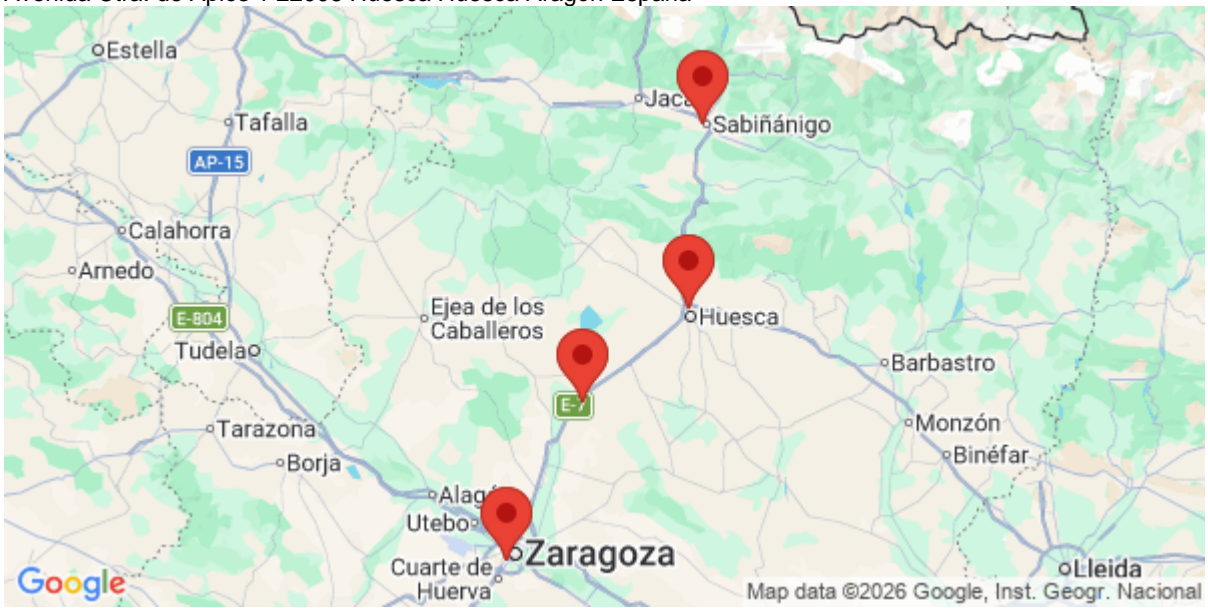 Estella
Jaca
Sabiñánigo
Tafalla
AP-15
Calahorra
Arnedo
Ejea de los
Caballeros
E-804
Huesca
Tudela
Barbastro
E-7
Tarazona
Monzón
Borja
Binéfar
Utebo
Zaragoza
Cuarte de
Huerva
Lleida
Google
Map data ©2026 Google, Inst. Geogr. Nacional